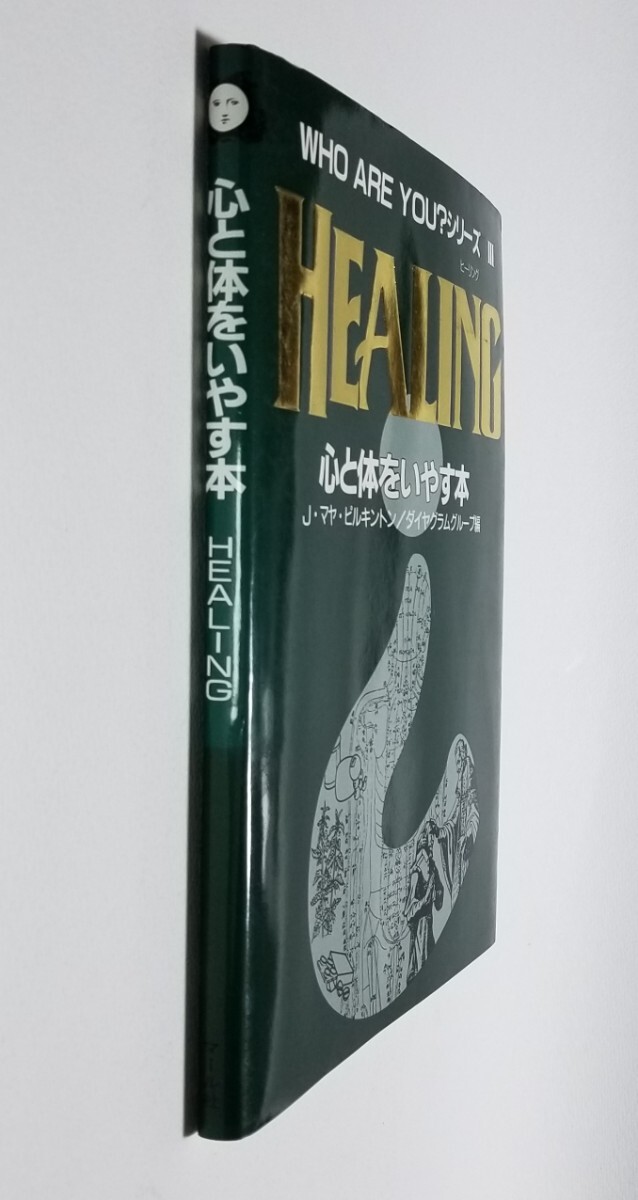 心と体をいやす本 HEALING
WHO ARE YOU?シリーズ III
HEALING
ヒーリング
心と体をいやす本
J・マヤ・ピルキントン/ダイヤグラムグループ編